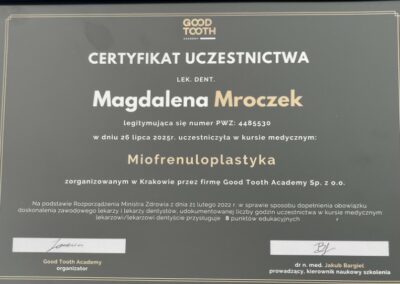 GOOD
TOOTH
ACADEMY
CERTYFIKAT UCZESTNICTWA
LEK. DENT.
Magdalena Mroczek
legitymująca się numer PWZ: 4485530
w dniu 26 lipca 2025r. uczestniczyła w kursie medycznym:
Miofrenuloplastyka
zorganizowanym w Krakowie przez firmę Good Tooth Academy Sp. z o.o.
Na podstawie Rozporządzenia Ministra Zdrowia z dnia 21 lutego 2022 r. w sprawie sposobu dopełnienia obowiązku
doskonalenia zawodowego lekarzy i lekarzy dentystów, udokumentowanej liczby godzin uczestnictwa w kursie medycznym
lekarzowi/lekarzowi dentyście przysługuje 8 punktów edukacyjnych
Good Tooth Academy
organizator
dr n. med. Jakub Bargiel
prowadzący, kierownik naukowy szkolenia